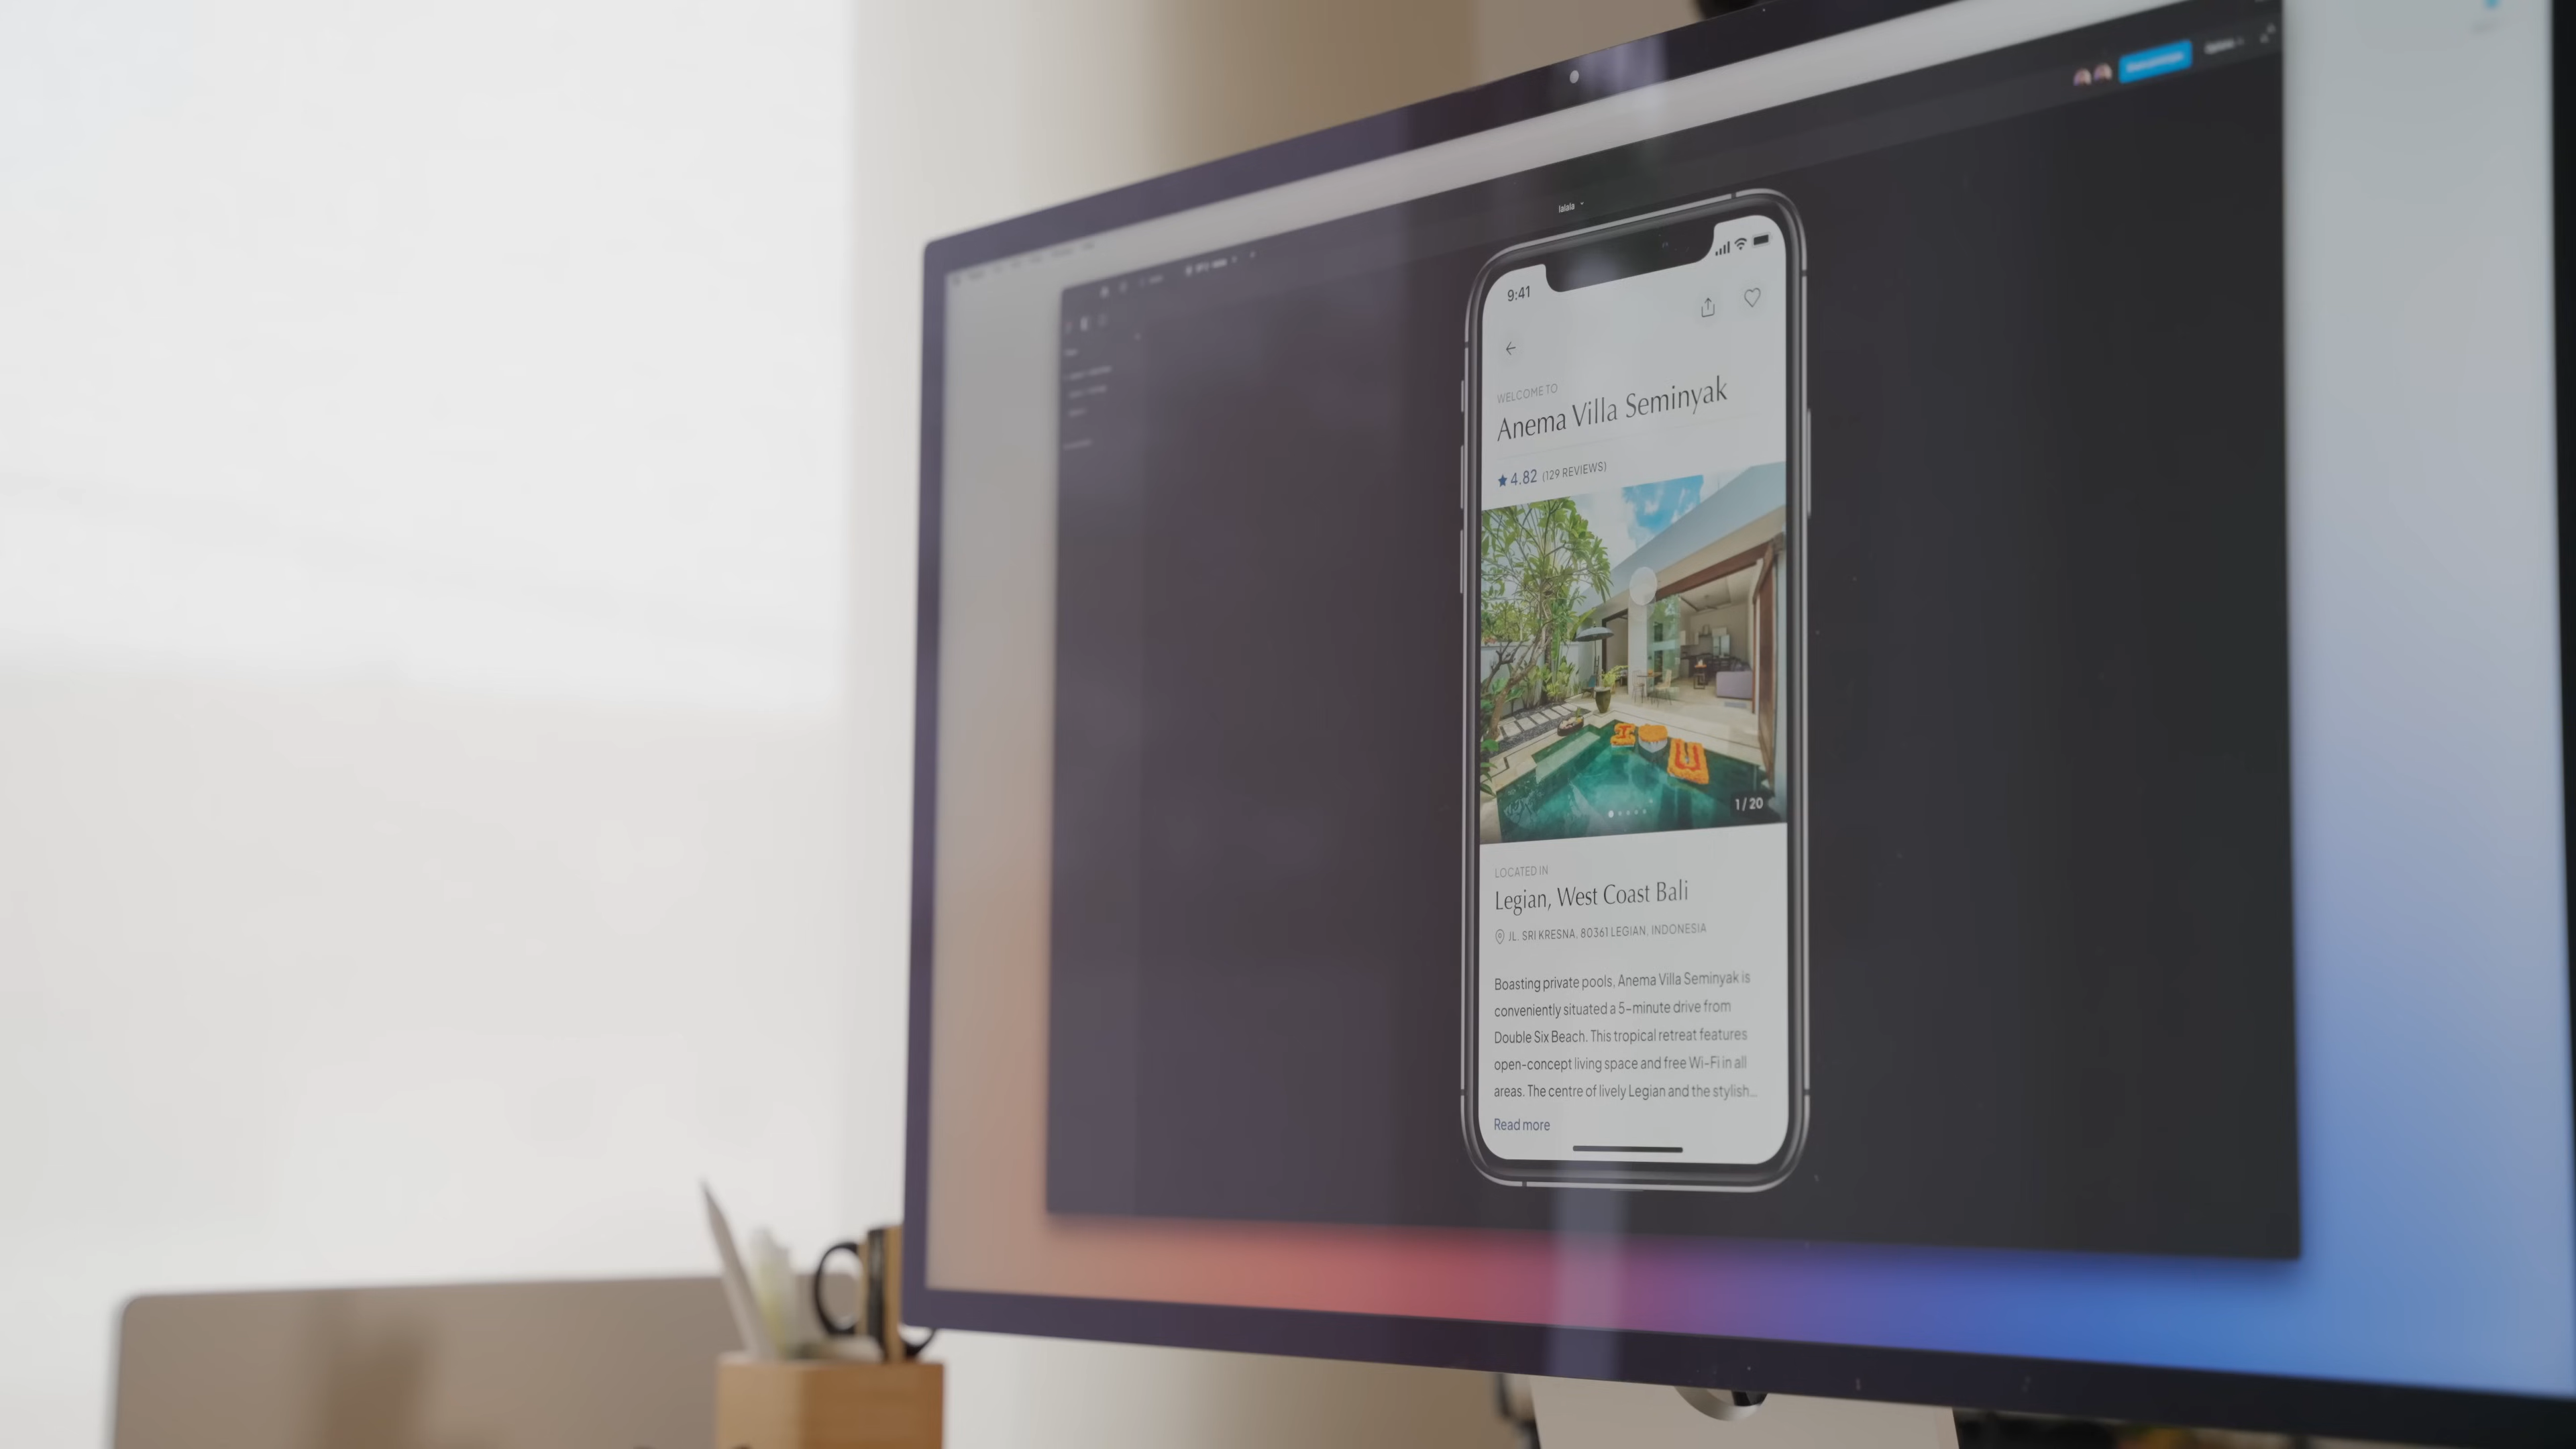 lalala
9:41
WELCOME TO
Anema Villa Seminyak
4.82 (129 REVIEWS)
1 / 20
LOCATED IN
Legian, West Coast Bali
JL. SRI KRESNA, 80361 LEGIAN, INDONESIA
Boasting private pools, Anema Villa Seminyak is
conveniently situated a 5-minute drive from
Double Six Beach. This tropical retreat features
open-concept living space and free Wi-Fi in all
areas. The centre of lively Legian and the stylish...
Read more